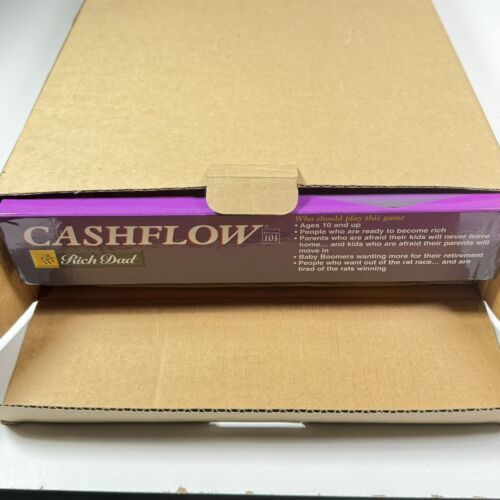 CASHFLOW 101
Rich Dad
Who should play this game
• Ages 10 and up
• People who are ready to become rich
• Parents who are afraid their kids will never leave
home... and kids who are afraid their parents will
move in
• Baby Boomers wanting more for their retirement
• People who want out of the rat race... and are
tired of the rats winning